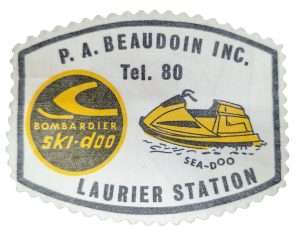 P. A. BEAUDOIN INC.
Tel. 80
BOMBARDIER
ski-doo
SEA-DOO
LAURIER STATION